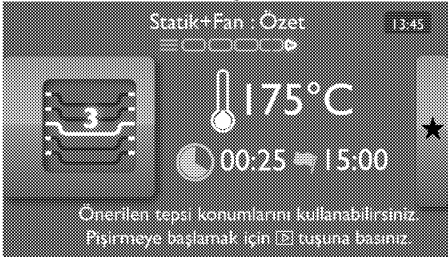 Statik+Fan : Özet
13:45
3
175°C
00:25 15:00
Önerilen tepsi konumlarını kullanabilirsiniz.
Pişirmeye başlamak için tuşuna basınız.